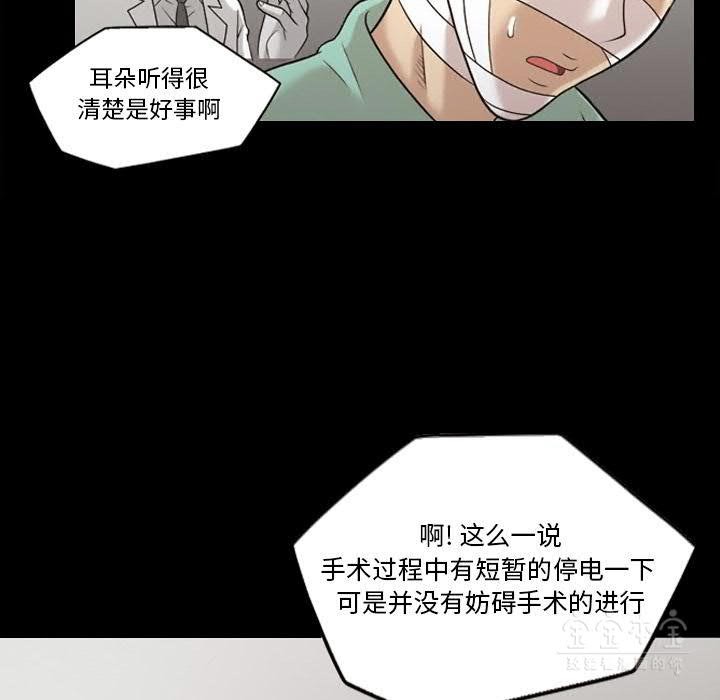 耳朵听得很
清楚是好事啊
啊! 这么一说
手术过程中有短暂的停电一下
可是并没有妨碍手术的进行